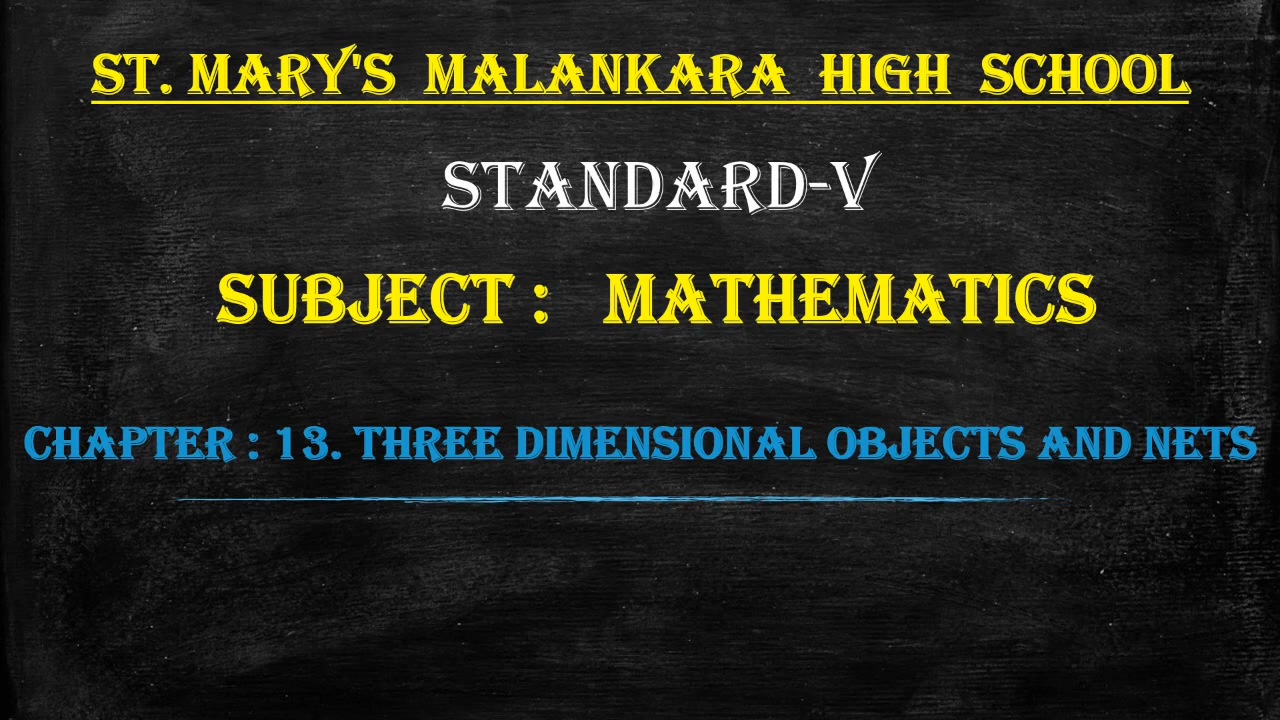 ST. MARY'S MALANKARA HIGH SCHOOL
STANDARD-V
SUBJECT : MATHEMATICS
CHAPTER : 13. THREE DIMENSIONAL OBJECTS AND NETS